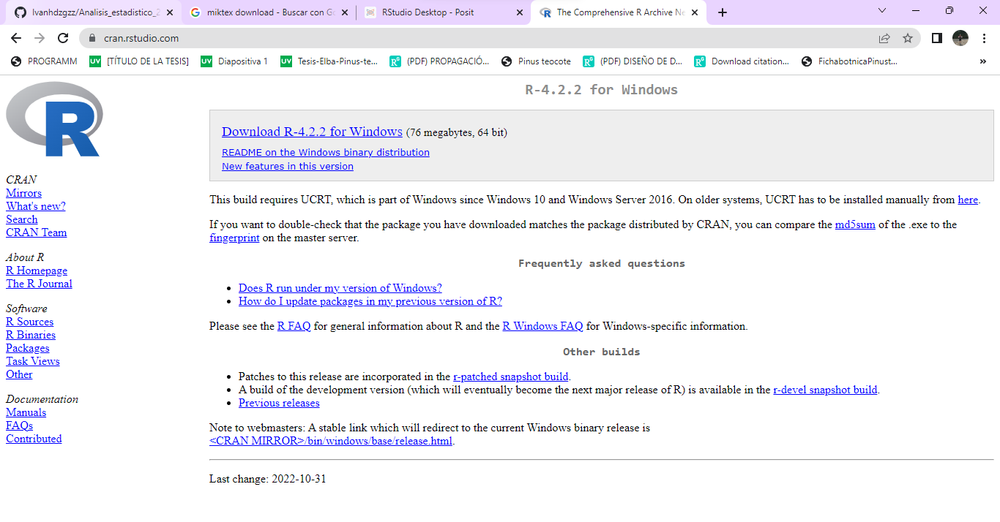 Ivanhdzgzz/Analisis_estadistico_2
miktex download - Buscar con Go
RStudio Desktop - Posit
The Comprehensive R Archive Ne
cran.rstudio.com
PROGRAMM
[TÍTULO DE LA TESIS]
Diapositiva 1
Tesis-Elba-Pinus-te...
(PDF) PROPAGACIÓ...
Pinus teocote
(PDF) DISEÑO DE D...
Download citation...
FichabotnicaPinust...
R
CRAN
Mirrors
What's new?
Search
CRAN Team
About R
R Homepage
The R Journal
Software
R Sources
R Binaries
Packages
Task Views
Other
Documentation
Manuals
FAQs
Contributed
R-4.2.2 for Windows
Download R-4.2.2 for Windows (76 megabytes, 64 bit)
README on the Windows binary distribution
New features in this version
This build requires UCRT, which is part of Windows since Windows 10 and Windows Server 2016. On older systems, UCRT has to be installed manually from here.
If you want to double-check that the package you have downloaded matches the package distributed by CRAN, you can compare the md5sum of the .exe to the
fingerprint on the master server.
Frequently asked questions
• Does R run under my version of Windows?
• How do I update packages in my previous version of R?
Please see the R FAQ for general information about R and the R Windows FAQ for Windows-specific information.
Other builds
• Patches to this release are incorporated in the r-patched snapshot build.
• A build of the development version (which will eventually become the next major release of R) is available in the r-devel snapshot build.
• Previous releases
Note to webmasters: A stable link which will redirect to the current Windows binary release is
<CRAN MIRROR>/bin/windows/base/release.html.
Last change: 2022-10-31